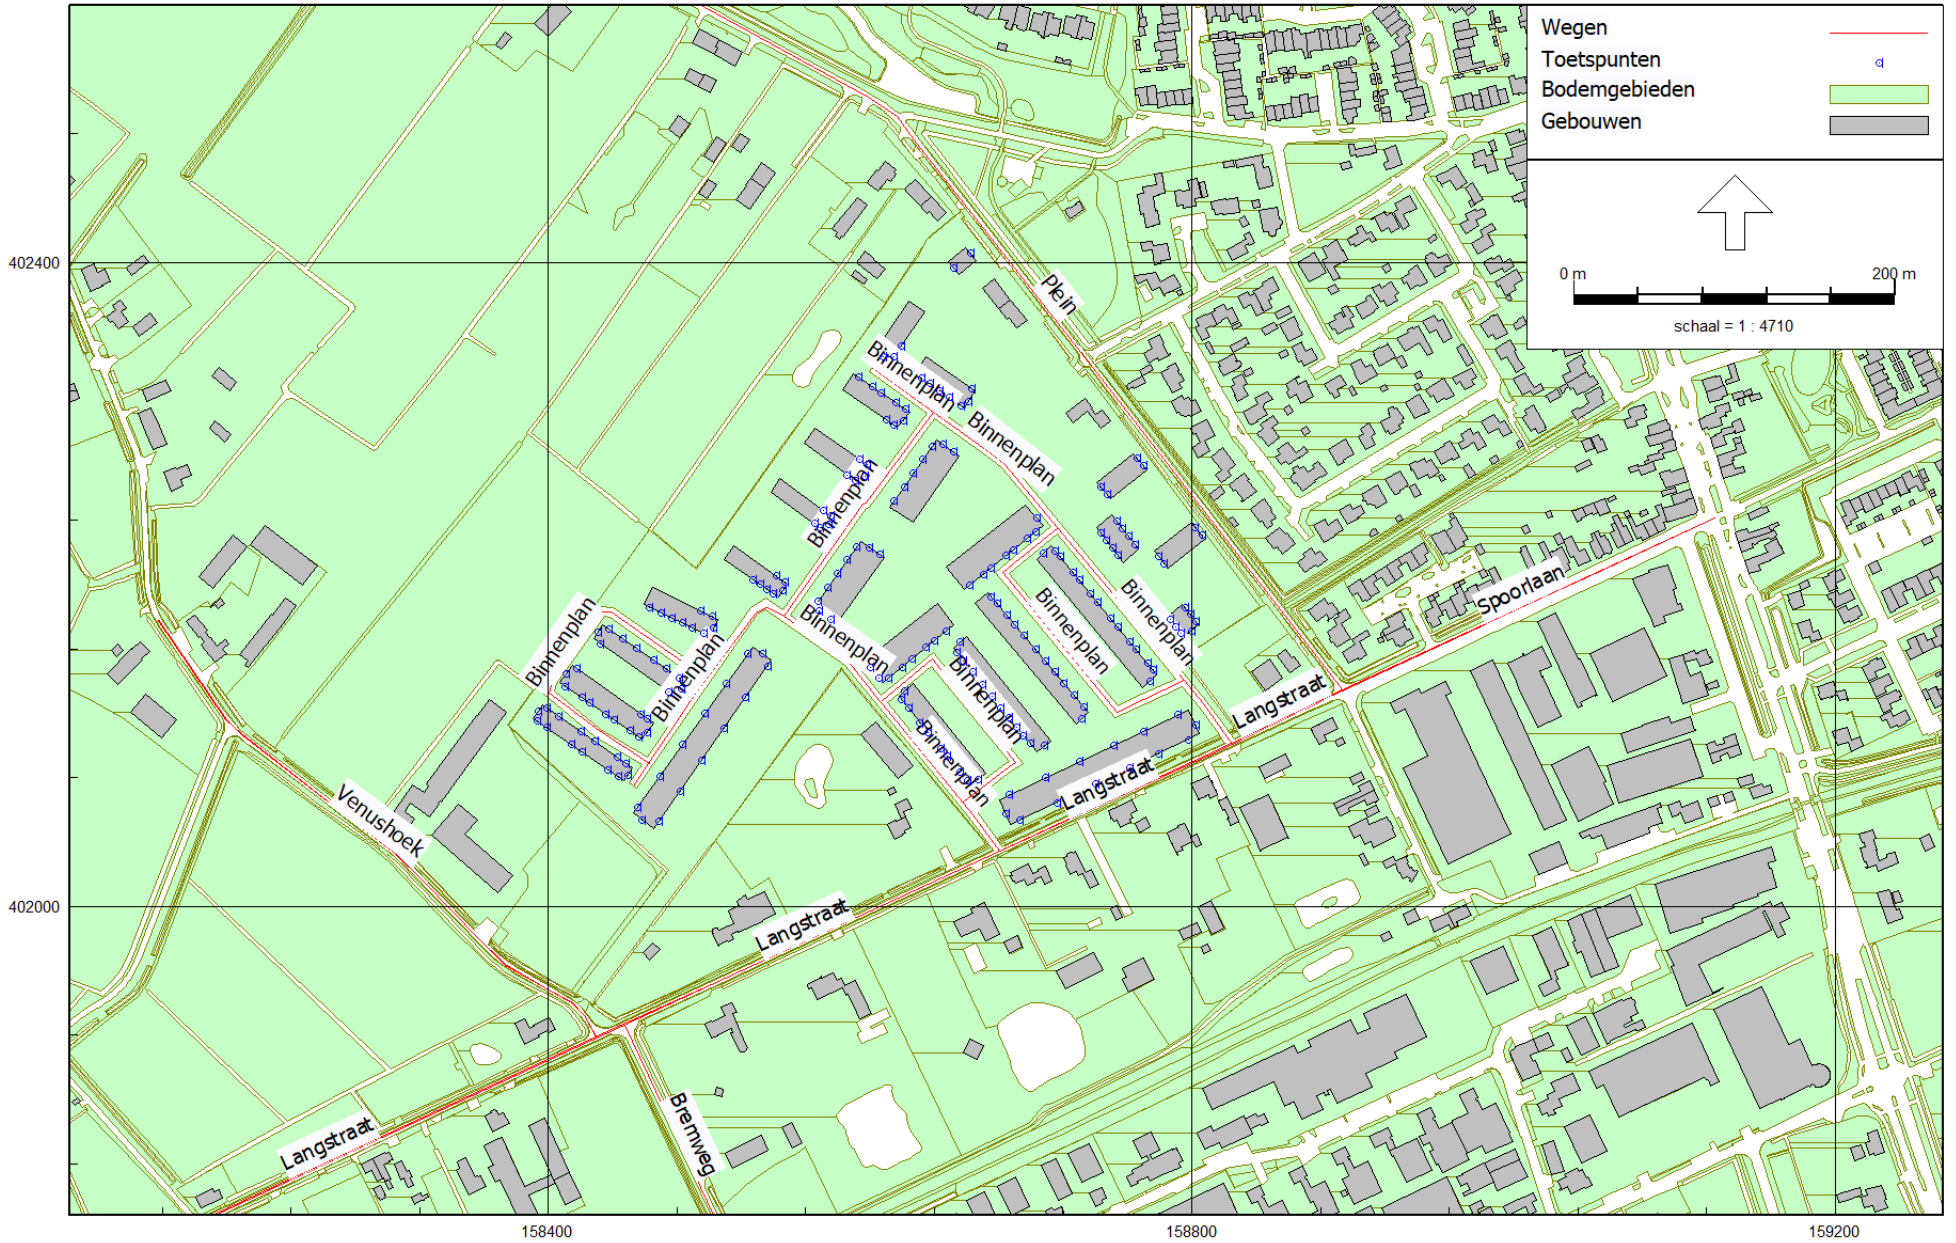 Wegen
Toetspunten
Bodemgebieden
Gebouwen
0 m 200 m
schaal = 1 : 4710
402400
Plein
Binnenplan
Binnenplan
Binnenplan
Spoorlaan
Binnenplan
Binnenplan
Binnenplan
Binnenplan
Binnenplan
Binnenplan
Binnenplan
Langstraat
Langstraat
Venushoek
402000
Langstraat
Langstraat
Bremweg
158400 158800 159200